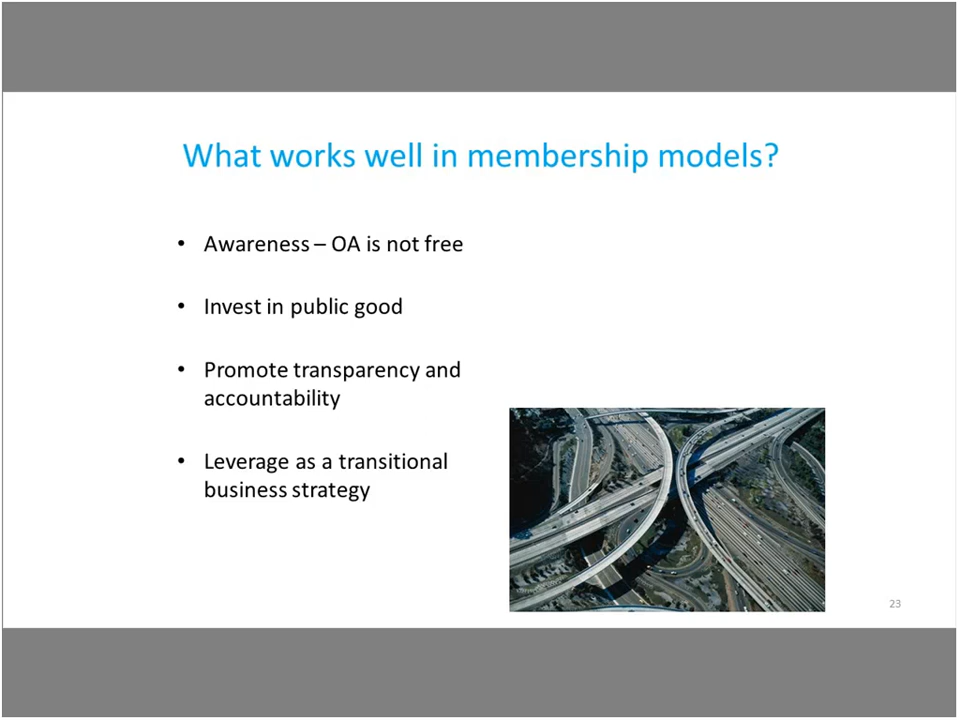 What works well in membership models?
• Awareness – OA is not free
• Invest in public good
• Promote transparency and
accountability
• Leverage as a transitional
business strategy
23